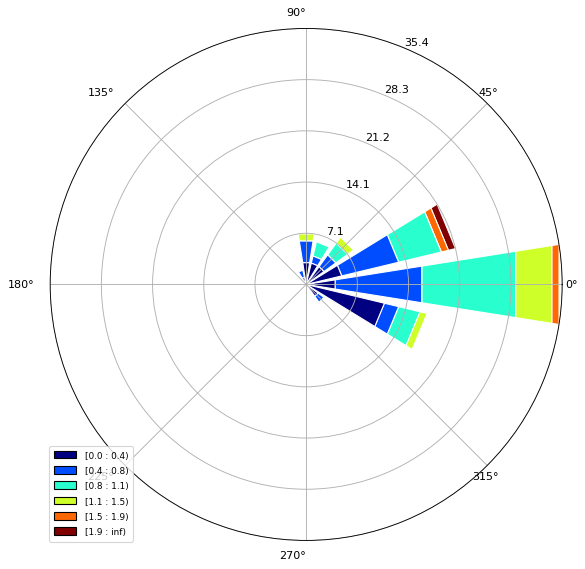 90°
35.4
28.3
135°
45°
21.2
14.1
7.1
180°
0°
[0.0 : 0.4)
[0.4 : 0.8)
225°
315°
[0.8 : 1.1)
[1.1 : 1.5)
[1.5 : 1.9)
[1.9 : inf)
270°